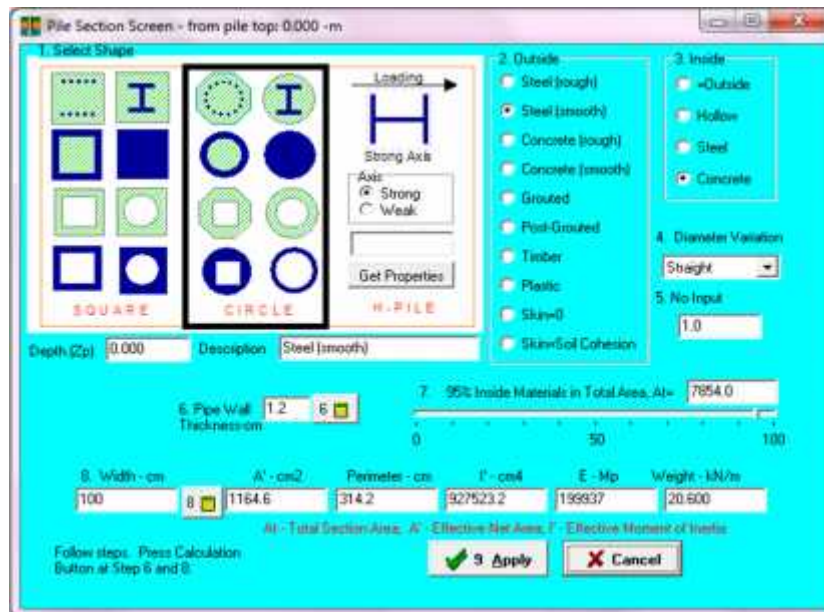 Pile Section Screen - from pile top: 0.000 -m
1. Select Shape
SQUARE
CIRCLE
H-PILE
Loading
Strong Axis
Axis
Strong
Weak
Get Properties
2. Outside
Steel (rough)
Steel (smooth)
Concrete (rough)
Concrete (smooth)
Grouted
Post-Grouted
Timber
Plastic
Skin=0
Skin=Soil Cohesion
3. Inside
=Outside
Hollow
Steel
Concrete
4. Diameter Variation
Straight
5. No Input
1.0
Depth (Zp) 0.000 Description Steel (smooth)
6. Pipe Wall Thickness-cm 1.2 6
7. 95% Inside Materials in Total Area, At= 7854.0
0 50 100
8. Width - cm A' - cm2 Perimeter - cm I' - cm4 E - Mp Weight - kN/m
100 8 1164.6 314.2 927523.2 199937 20.600
At - Total Section Area, A' - Effective Net Area, I' - Effective Moment of Inertia
Follow steps. Press Calculation
Button at Step 6 and 8.
9 Apply Cancel